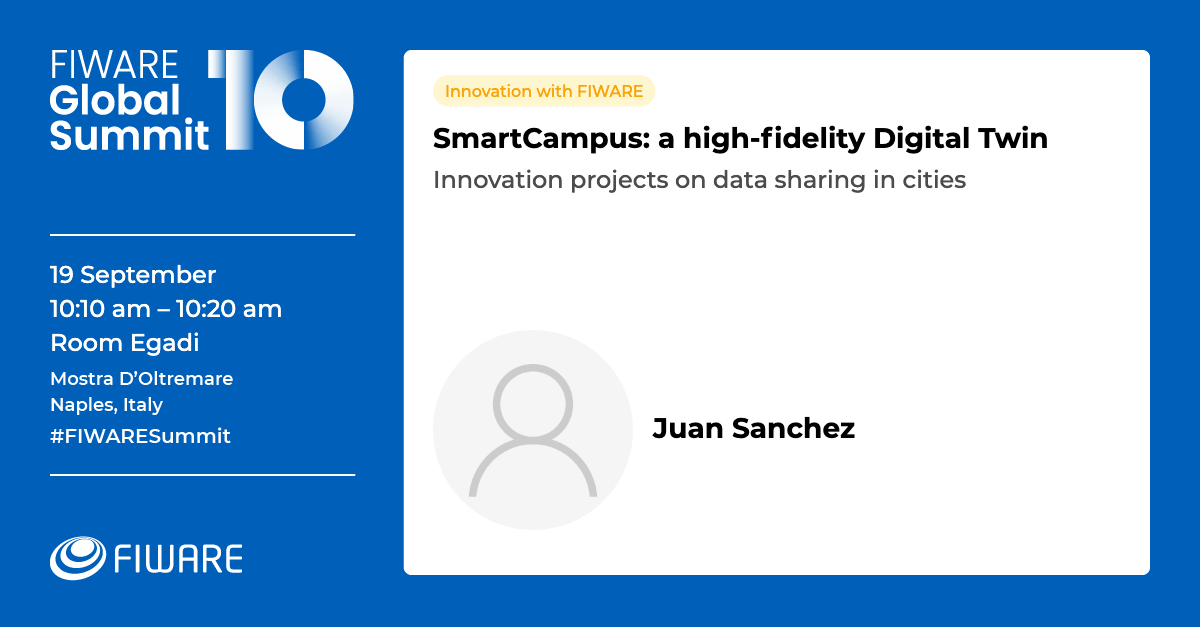 FIWARE
Global
Summit
10
19 September
10:10 am – 10:20 am
Room Egadi
Mostra D’Oltremare
Naples, Italy
#FIWARESummit
FIWARE
Innovation with FIWARE
SmartCampus: a high-fidelity Digital Twin
Innovation projects on data sharing in cities
Juan Sanchez